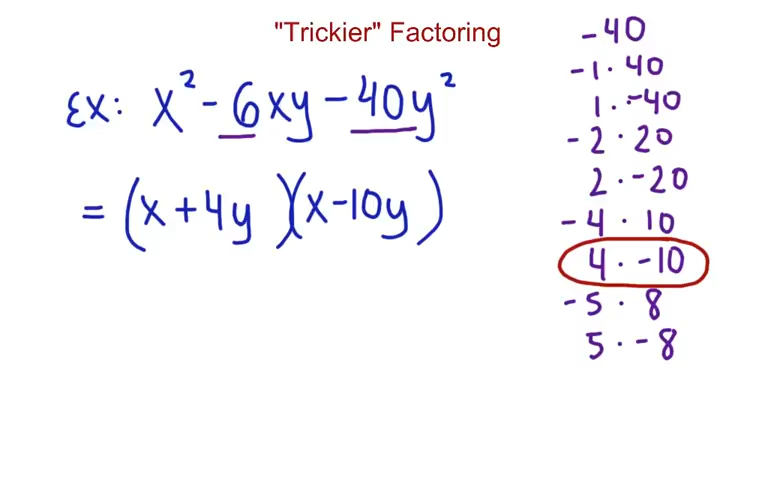 "Trickier" Factoring
Ex: x² - 6xy - 40y²
= (x + 4y)(x - 10y)
-40
-1 · 40
1 · -40
-2 · 20
2 · -20
-4 · 10
4 · -10
-5 · 8
5 · -8